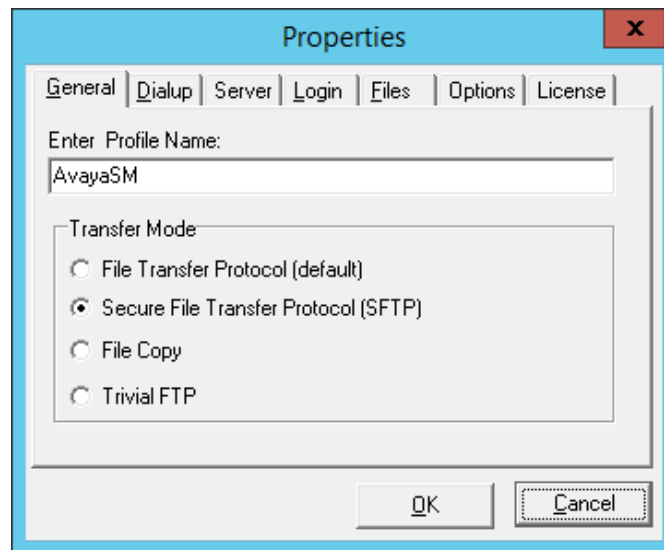 Properties
x
General Dialup Server Login Files Options License
Enter Profile Name:
AvayaSM
Transfer Mode
File Transfer Protocol (default)
Secure File Transfer Protocol (SFTP)
File Copy
Trivial FTP
OK Cancel